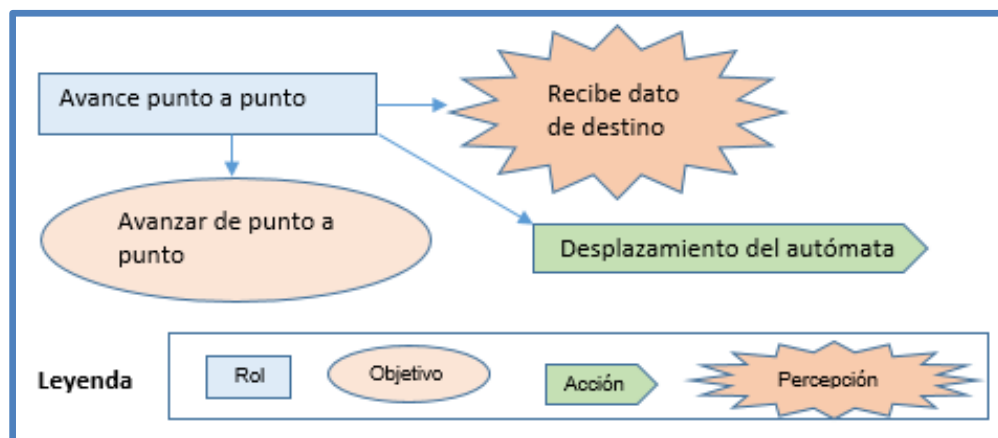 Avance punto a punto
Recibe dato
de destino
Avanzar de punto a
punto
Desplazamiento del autómata
Leyenda
Rol
Objetivo
Acción
Percepción